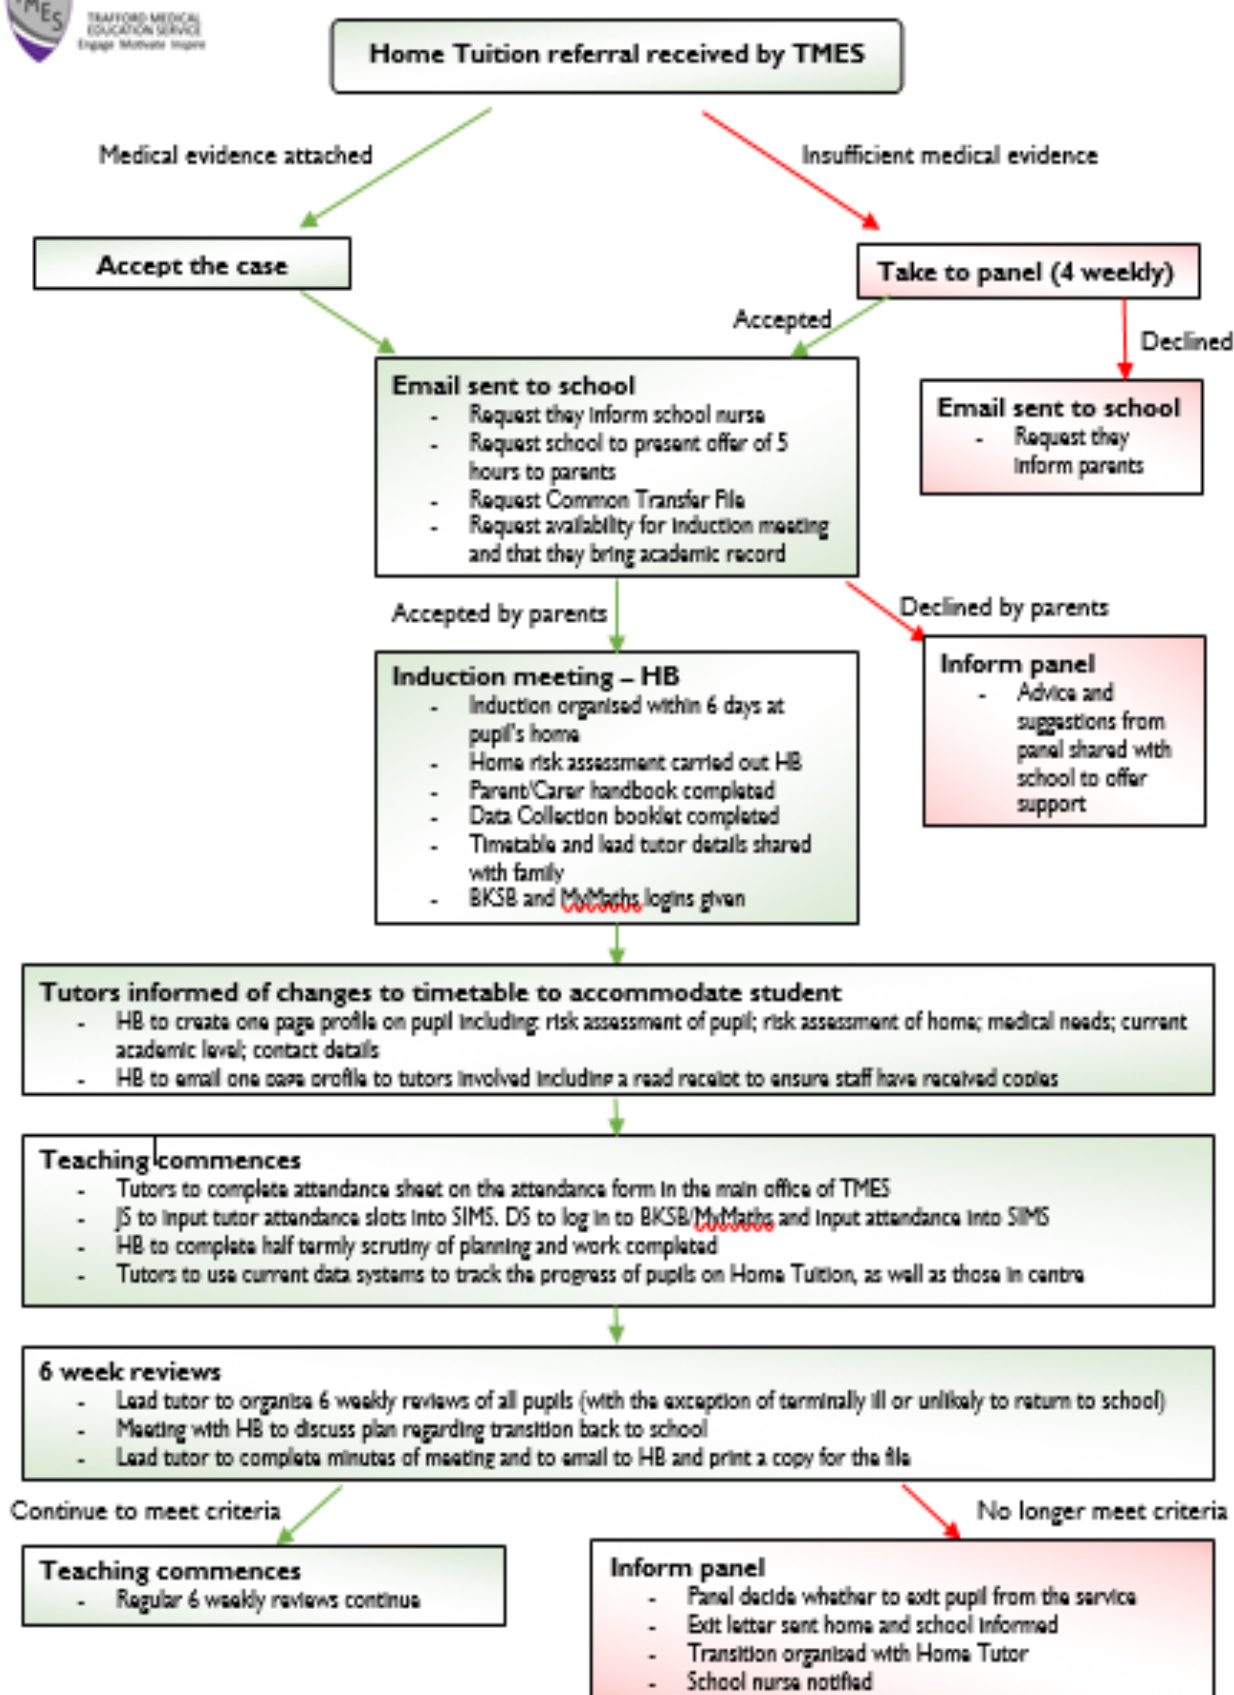 TMES
TRAFFORD MEDICAL
EDUCATION SERVICE
Engage Motivate Inspire
Home Tuition referral received by TMES
Medical evidence attached
Insufficient medical evidence
Accept the case
Take to panel (4 weekly)
Accepted
Declined
Email sent to school
- Request they inform school nurse
- Request school to present offer of 5
hours to parents
- Request Common Transfer File
- Request availability for induction meeting
and that they bring academic record
Email sent to school
- Request they
inform parents
Accepted by parents
Declined by parents
Induction meeting – HB
- Induction organised within 6 days at
pupil's home
- Home risk assessment carried out HB
- Parent/Carer handbook completed
- Data Collection booklet completed
- Timetable and lead tutor details shared
with family
- BKSB and MyMaths logins given
Inform panel
- Advice and
suggestions from
panel shared with
school to offer
support
Tutors informed of changes to timetable to accommodate student
- HB to create one page profile on pupil including: risk assessment of pupil; risk assessment of home; medical needs; current
academic level; contact details
- HB to email one page profile to tutors involved including a read receipt to ensure staff have received copies
Teaching commences
- Tutors to complete attendance sheet on the attendance form in the main office of TMES
- JS to input tutor attendance slots into SIMS. DS to log in to BKSB/MyMaths and input attendance into SIMS
- HB to complete half termly scrutiny of planning and work completed
- Tutors to use current data systems to track the progress of pupils on Home Tuition, as well as those in centre
6 week reviews
- Lead tutor to organise 6 weekly reviews of all pupils (with the exception of terminally ill or unlikely to return to school)
- Meeting with HB to discuss plan regarding transition back to school
- Lead tutor to complete minutes of meeting and to email to HB and print a copy for the file
Continue to meet criteria
No longer meet criteria
Teaching commences
- Regular 6 weekly reviews continue
Inform panel
- Panel decide whether to exit pupil from the service
- Exit letter sent home and school informed
- Transition organised with Home Tutor
- School nurse notified